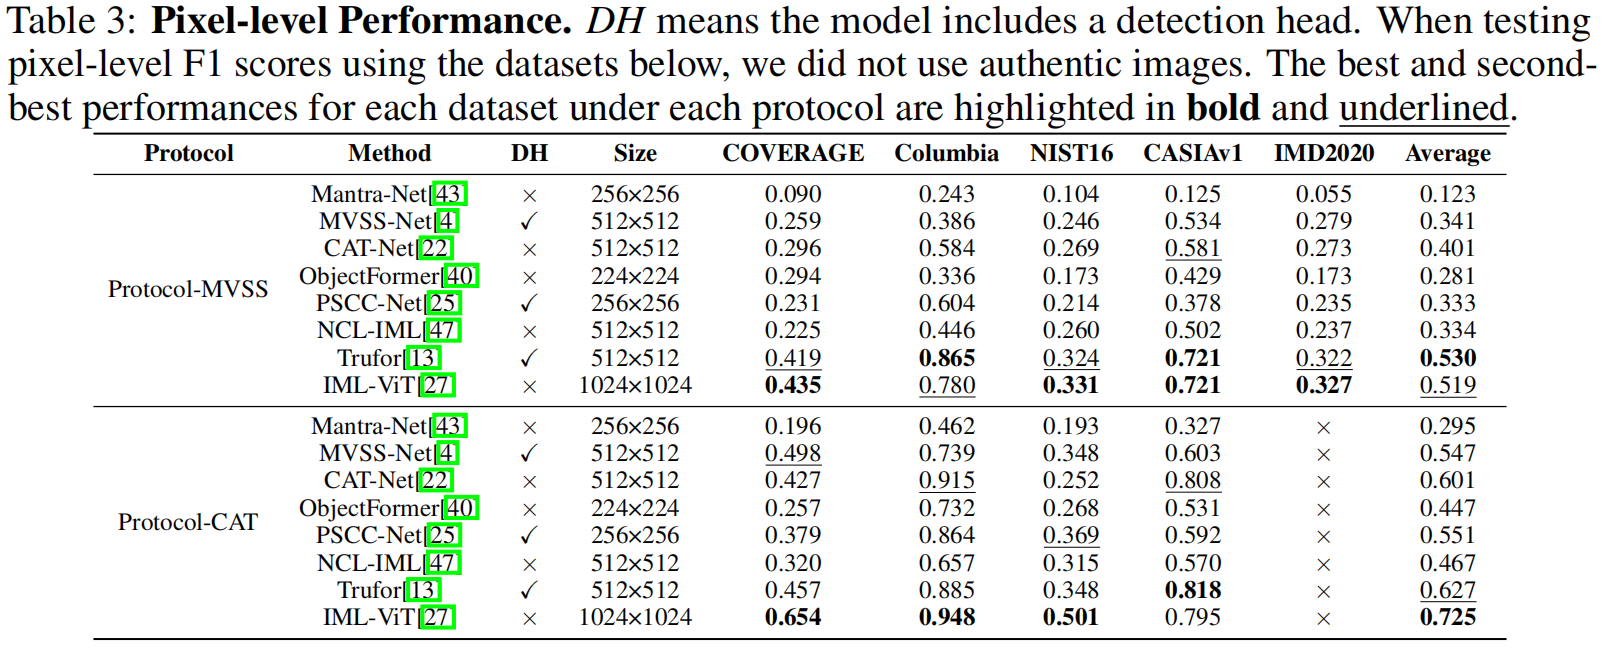 Table 3: Pixel-level Performance. DH means the model includes a detection head. When testing
pixel-level F1 scores using the datasets below, we did not use authentic images. The best and second-
best performances for each dataset under each protocol are highlighted in bold and underlined.
Protocol Method DH Size COVERAGE Columbia NIST16 CASIAv1 IMD2020 Average
Protocol-MVSS
Mantra-Net[43] × 256×256 0.090 0.243 0.104 0.125 0.055 0.123
MVSS-Net[4] ✓ 512×512 0.259 0.386 0.246 0.534 0.279 0.341
CAT-Net[22] × 512×512 0.296 0.584 0.269 0.581 0.273 0.401
ObjectFormer[40] × 224×224 0.294 0.336 0.173 0.429 0.173 0.281
PSCC-Net[25] ✓ 256×256 0.231 0.604 0.214 0.378 0.235 0.333
NCL-IML[47] × 512×512 0.225 0.446 0.260 0.502 0.237 0.334
Trufor[13] ✓ 512×512 0.419 0.865 0.324 0.721 0.322 0.530
IML-ViT[27] × 1024×1024 0.435 0.780 0.331 0.721 0.327 0.519
Protocol-CAT
Mantra-Net[43] × 256×256 0.196 0.462 0.193 0.327 × 0.295
MVSS-Net[4] ✓ 512×512 0.498 0.739 0.348 0.603 × 0.547
CAT-Net[22] × 512×512 0.427 0.915 0.252 0.808 × 0.601
ObjectFormer[40] × 224×224 0.257 0.732 0.268 0.531 × 0.447
PSCC-Net[25] ✓ 256×256 0.379 0.864 0.369 0.592 × 0.551
NCL-IML[47] × 512×512 0.320 0.657 0.315 0.570 × 0.467
Trufor[13] ✓ 512×512 0.457 0.885 0.348 0.818 × 0.627
IML-ViT[27] × 1024×1024 0.654 0.948 0.501 0.795 × 0.725